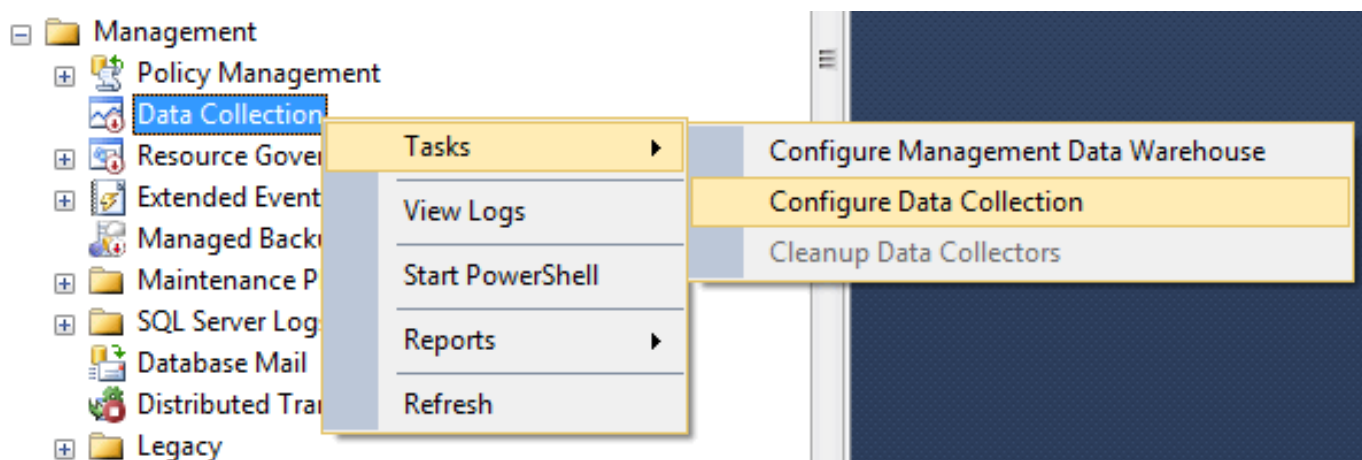 Management
Policy Management
Data Collection
Resource Gover
Extended Event
Managed Back
Maintenance P
SQL Server Log
Database Mail
Distributed Tra
Legacy
Tasks
View Logs
Start PowerShell
Reports
Refresh
Configure Management Data Warehouse
Configure Data Collection
Cleanup Data Collectors